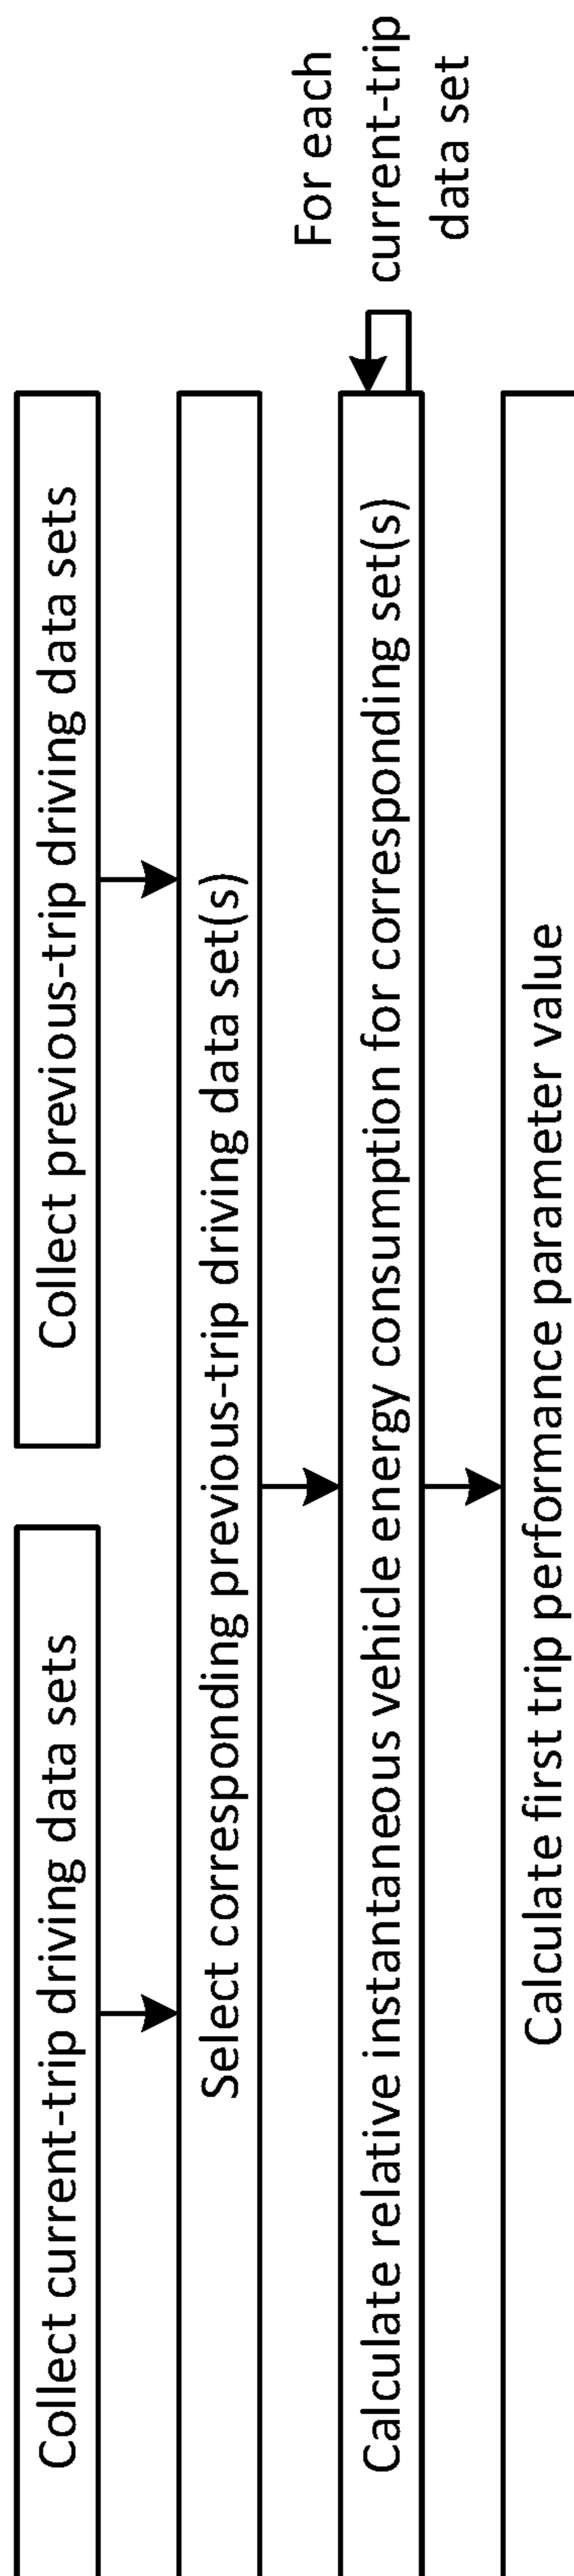 Collect current-trip driving data sets
Collect previous-trip driving data sets
Select corresponding previous-trip driving data set(s)
Calculate relative instantaneous vehicle energy consumption for corresponding set(s)
For each
current-trip
data set
Calculate first trip performance parameter value